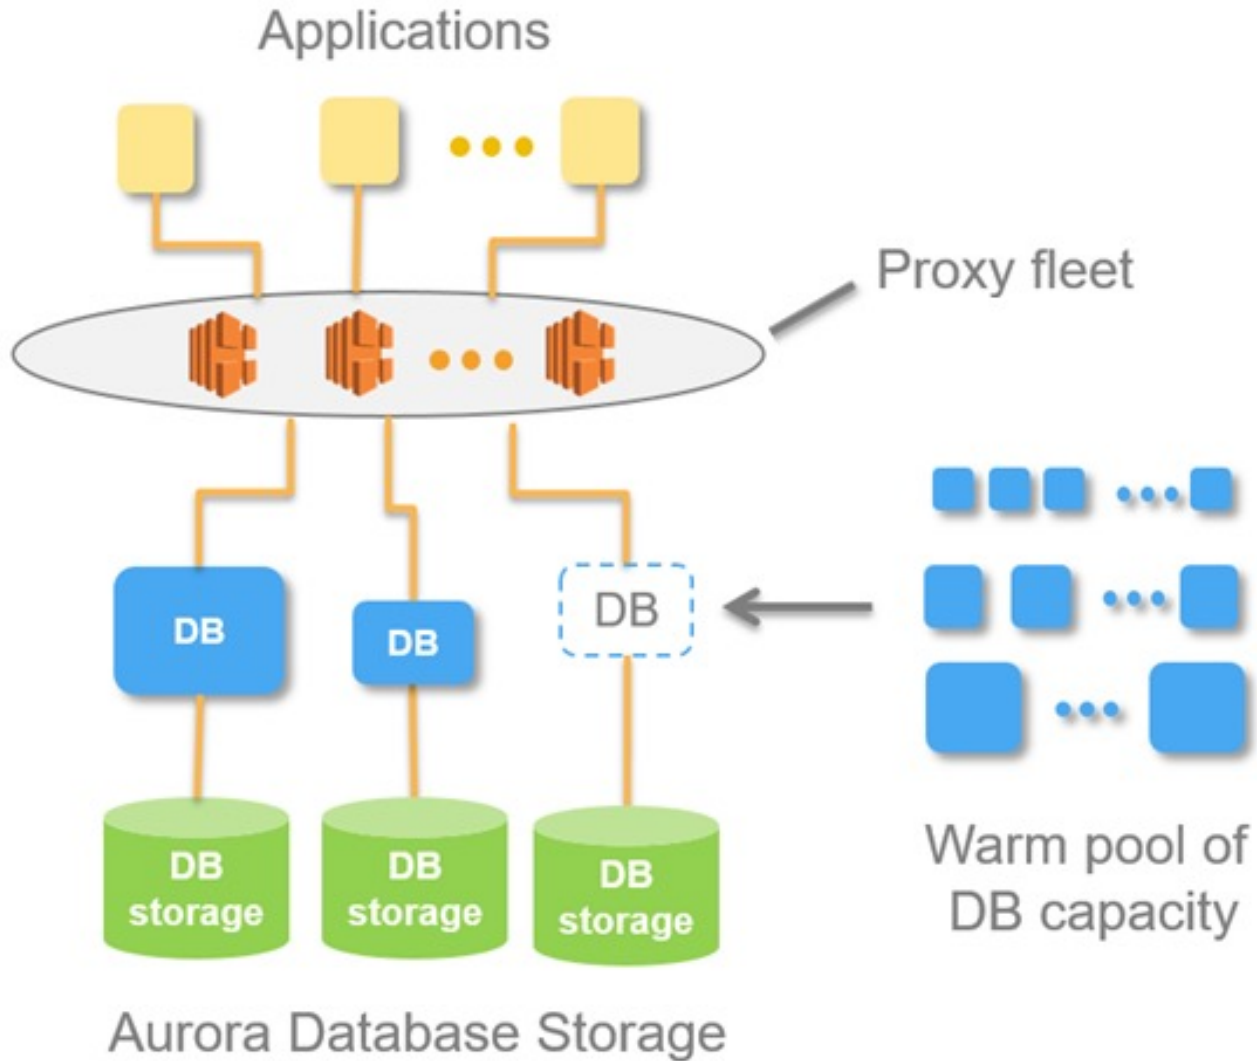 Applications
Proxy fleet
DB
DB
DB
DB
storage
DB
storage
DB
storage
Warm pool of
DB capacity
Aurora Database Storage